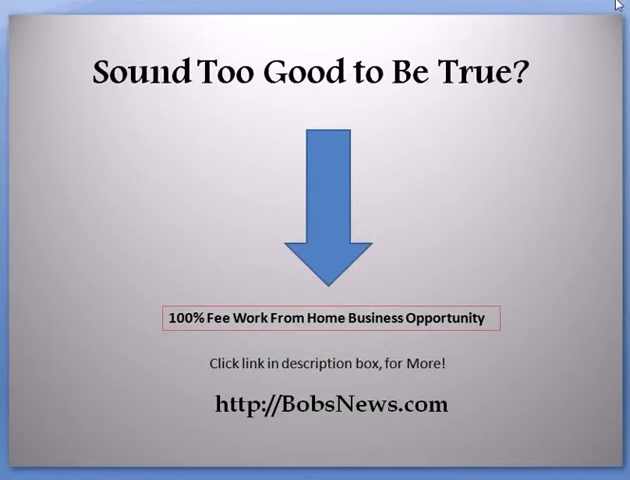 Sound Too Good to Be True?
100% Fee Work From Home Business Opportunity
Click link in description box, for More!
http://BobsNews.com